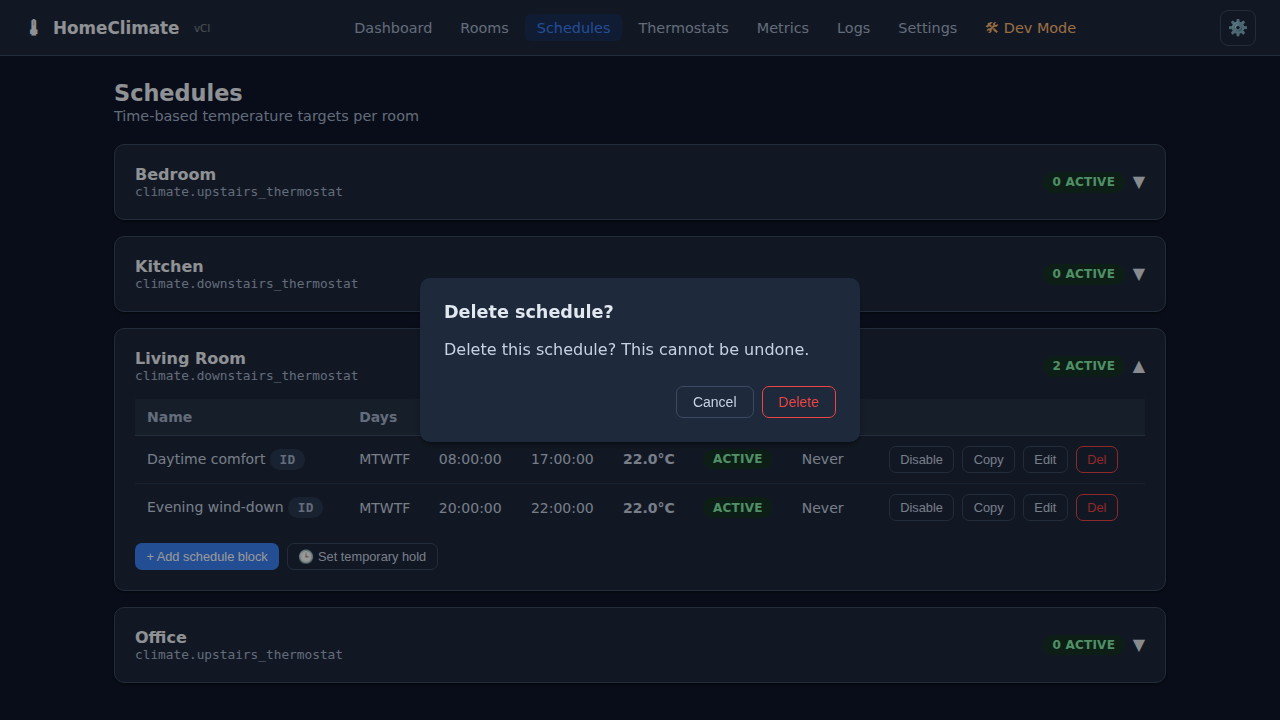 HomeClimate vCI Dashboard Rooms Schedules Thermostats Metrics Logs Settings 🛠 Dev Mode
Schedules
Time-based temperature targets per room
Bedroom
climate.upstairs_thermostat
0 ACTIVE ▼
Kitchen
climate.downstairs_thermostat
0 ACTIVE ▼
Delete schedule?
Delete this schedule? This cannot be undone.
Cancel Delete
Living Room
climate.downstairs_thermostat
2 ACTIVE ▲
Name Days
Daytime comfort ID MTWTF 08:00:00 17:00:00 22.0°C ACTIVE Never Disable Copy Edit Del
Evening wind-down ID MTWTF 20:00:00 22:00:00 22.0°C ACTIVE Never Disable Copy Edit Del
+ Add schedule block 🕒 Set temporary hold
Office
climate.upstairs_thermostat
0 ACTIVE ▼